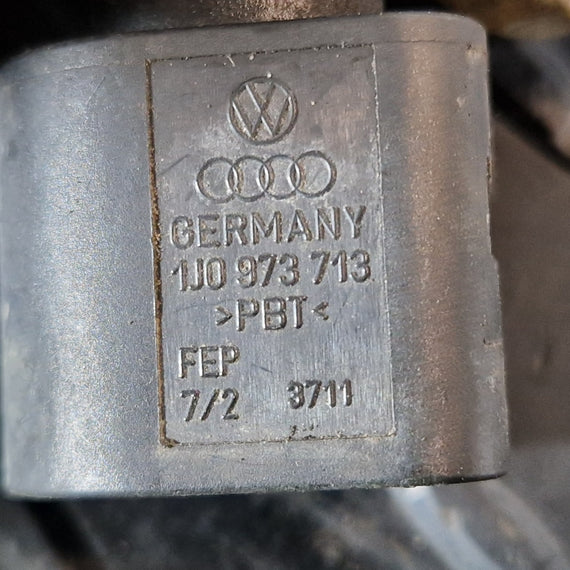 GERMANY
1J0 973 713
>PBT<
FEP
7/2 3711